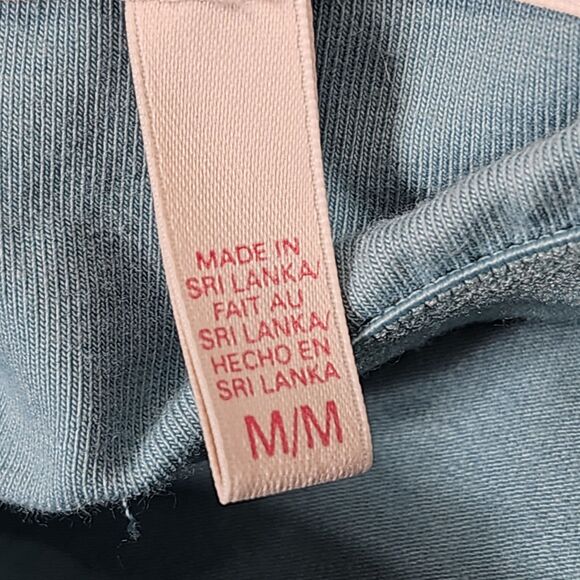 MADE IN
SRI LANKA/
FAIT AU
SRI LANKA/
HECHO EN
SRI LANKA
M/M